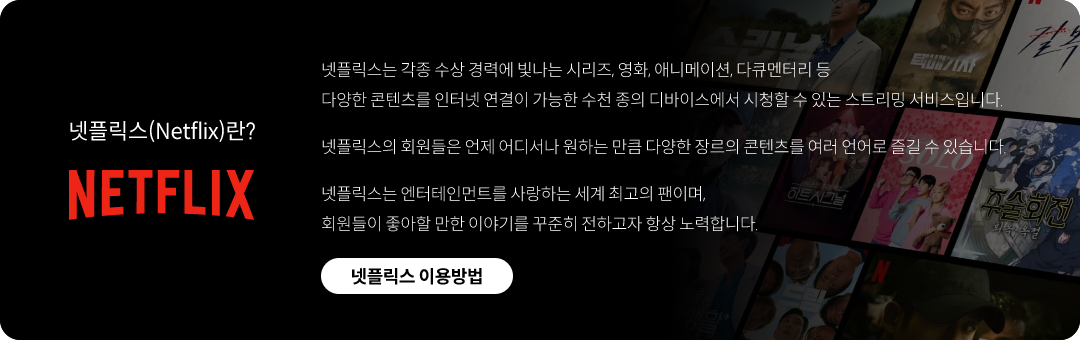 넷플릭스(Netflix)란?
NETFLIX
넷플릭스는 각종 수상 경력에 빛나는 시리즈, 영화, 애니메이션, 다큐멘터리 등
다양한 콘텐츠를 인터넷 연결이 가능한 수천 종의 디바이스에서 시청할 수 있는 스트리밍 서비스입니다.
넷플릭스의 회원들은 언제 어디서나 원하는 만큼 다양한 장르의 콘텐츠를 여러 언어로 즐길 수 있습니다.
넷플릭스는 엔터테인먼트를 사랑하는 세계 최고의 팬이며,
회원들이 좋아할 만한 이야기를 꾸준히 전하고자 항상 노력합니다.
넷플릭스 이용방법
수리남
택배기사
길복
하트시그널
주술회전
N